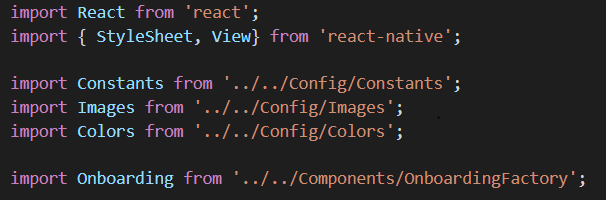 import React from 'react';
import { StyleSheet, View} from 'react-native';
import Constants from '../../Config/Constants';
import Images from '../../Config/Images';
import Colors from '../../Config/Colors';
import Onboarding from '../../Components/OnboardingFactory';